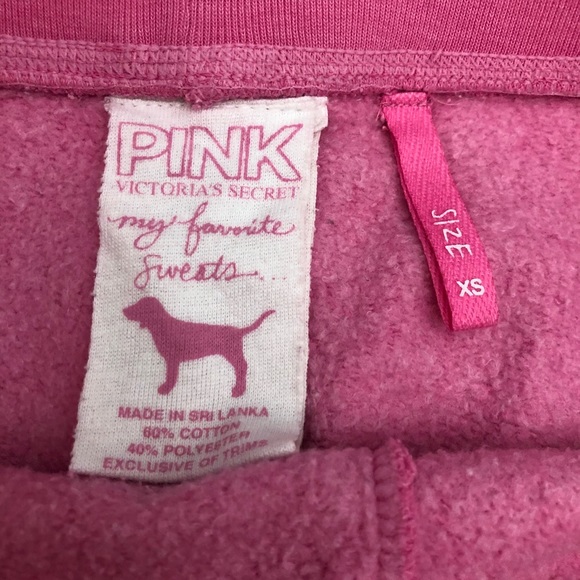 PINK
VICTORIA'S SECRET
my favorite
sweats...
MADE IN SRI LANKA
60% COTTON
40% POLYESTER
EXCLUSIVE OF TRIMS
SIZE XS